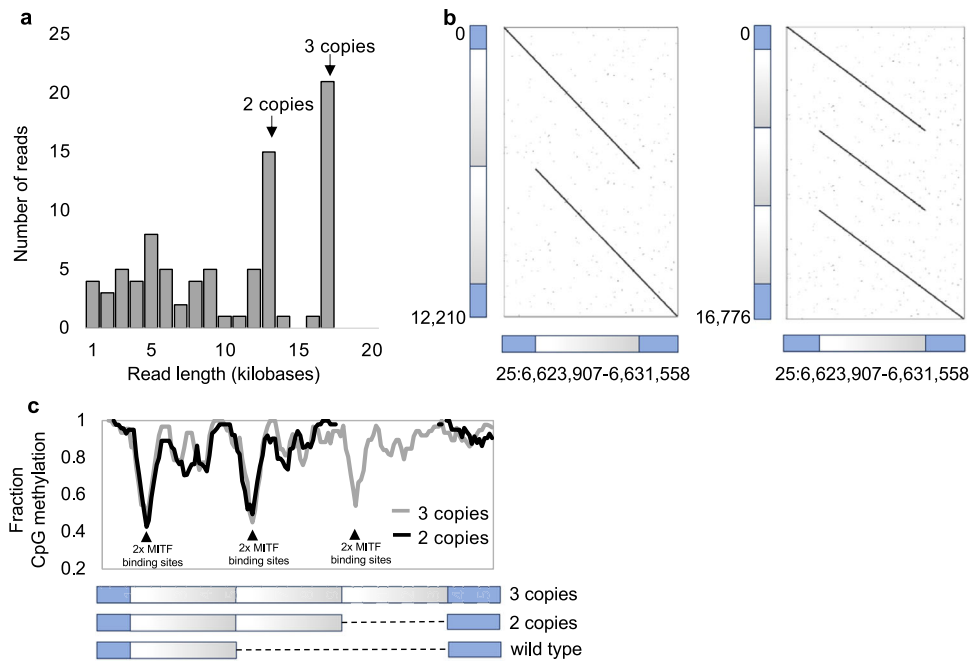 a
25
20
15
10
5
0
Number of reads
3 copies
2 copies
1
5
10
15
20
Read length (kilobases)
b
0
12,210
25:6,623,907-6,631,558
0
16,776
25:6,623,907-6,631,558
c
1
0.8
0.6
0.4
0.2
Fraction
CpG methylation
3 copies
2 copies
2x MITF
binding sites
2x MITF
binding sites
2x MITF
binding sites
3 copies
2 copies
wild type